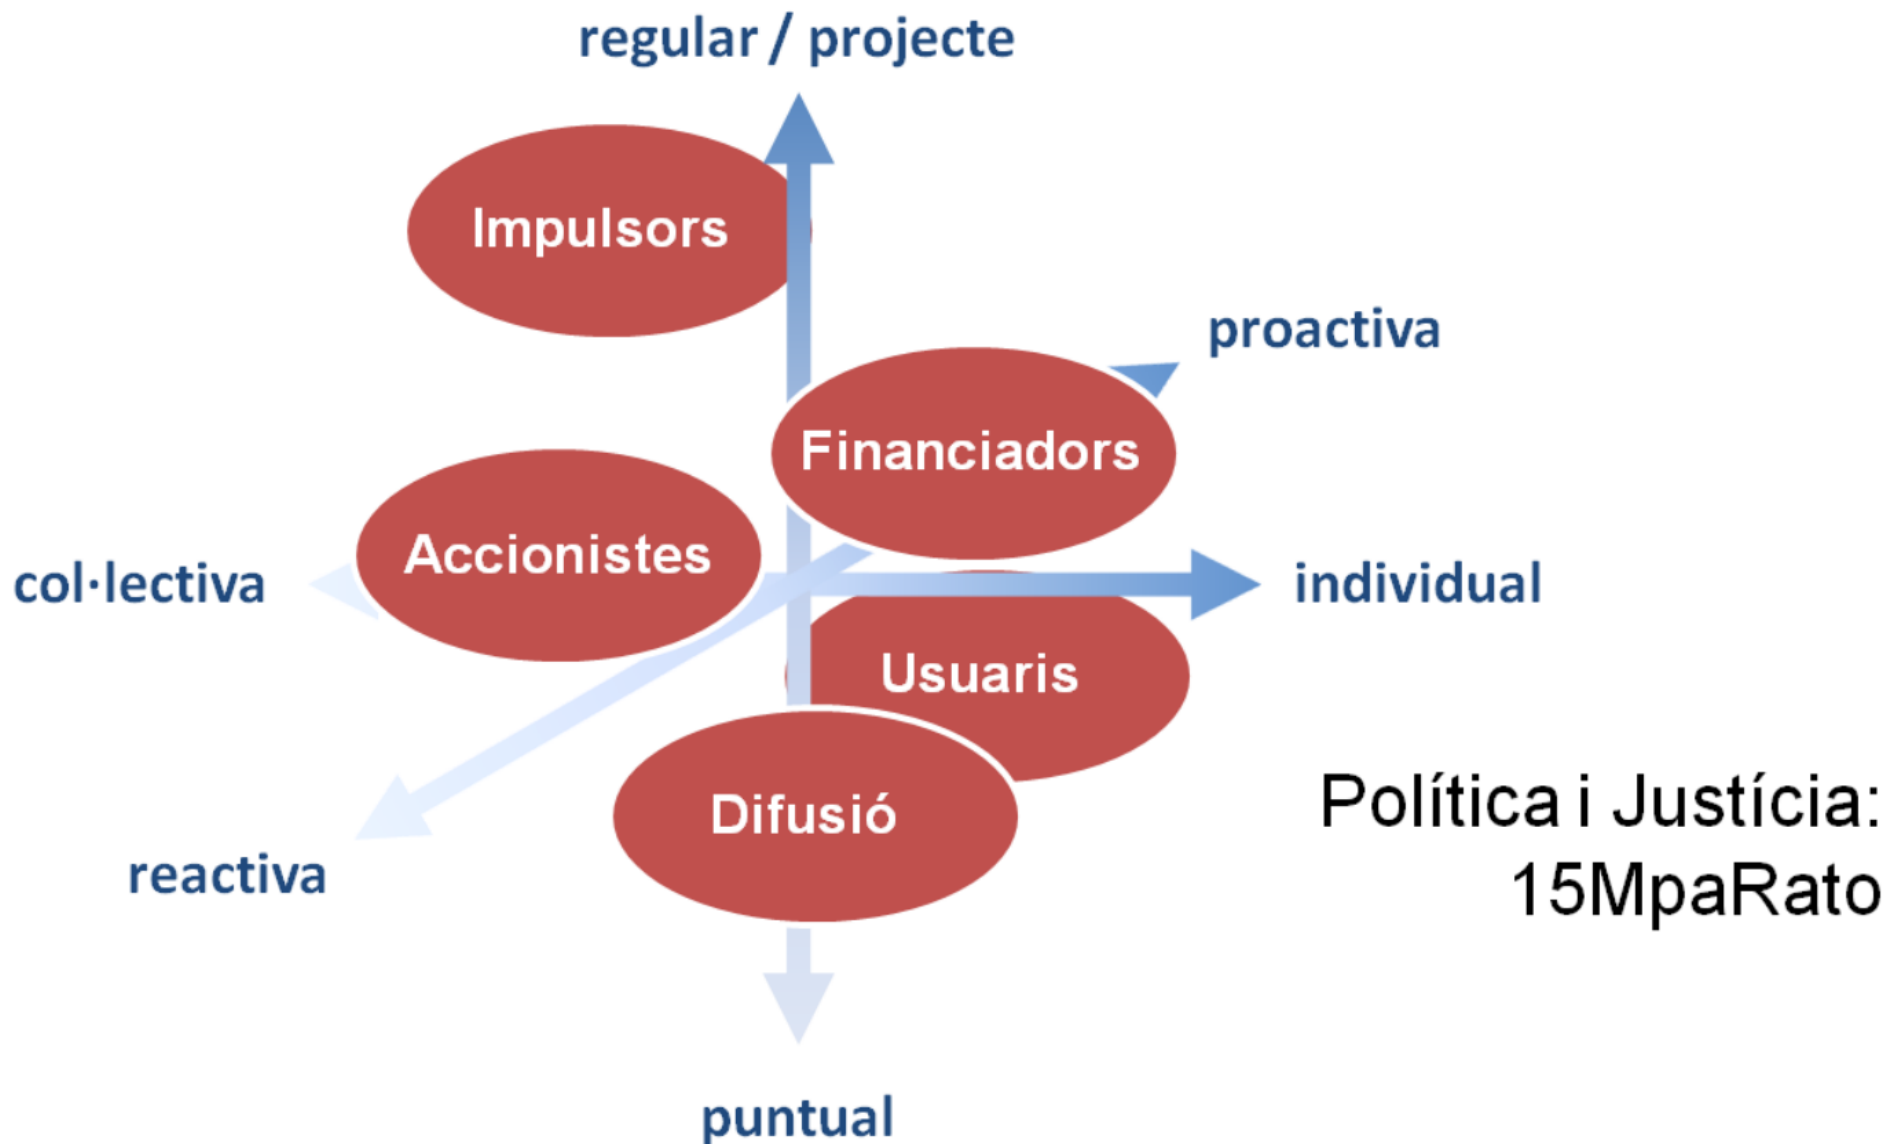 regular / projecte
Impulsors
proactiva
Financiadors
Accionistes
col·lectiva
individual
Usuaris
Difusió
reactiva
Política i Justícia:
15MpaRato
puntual